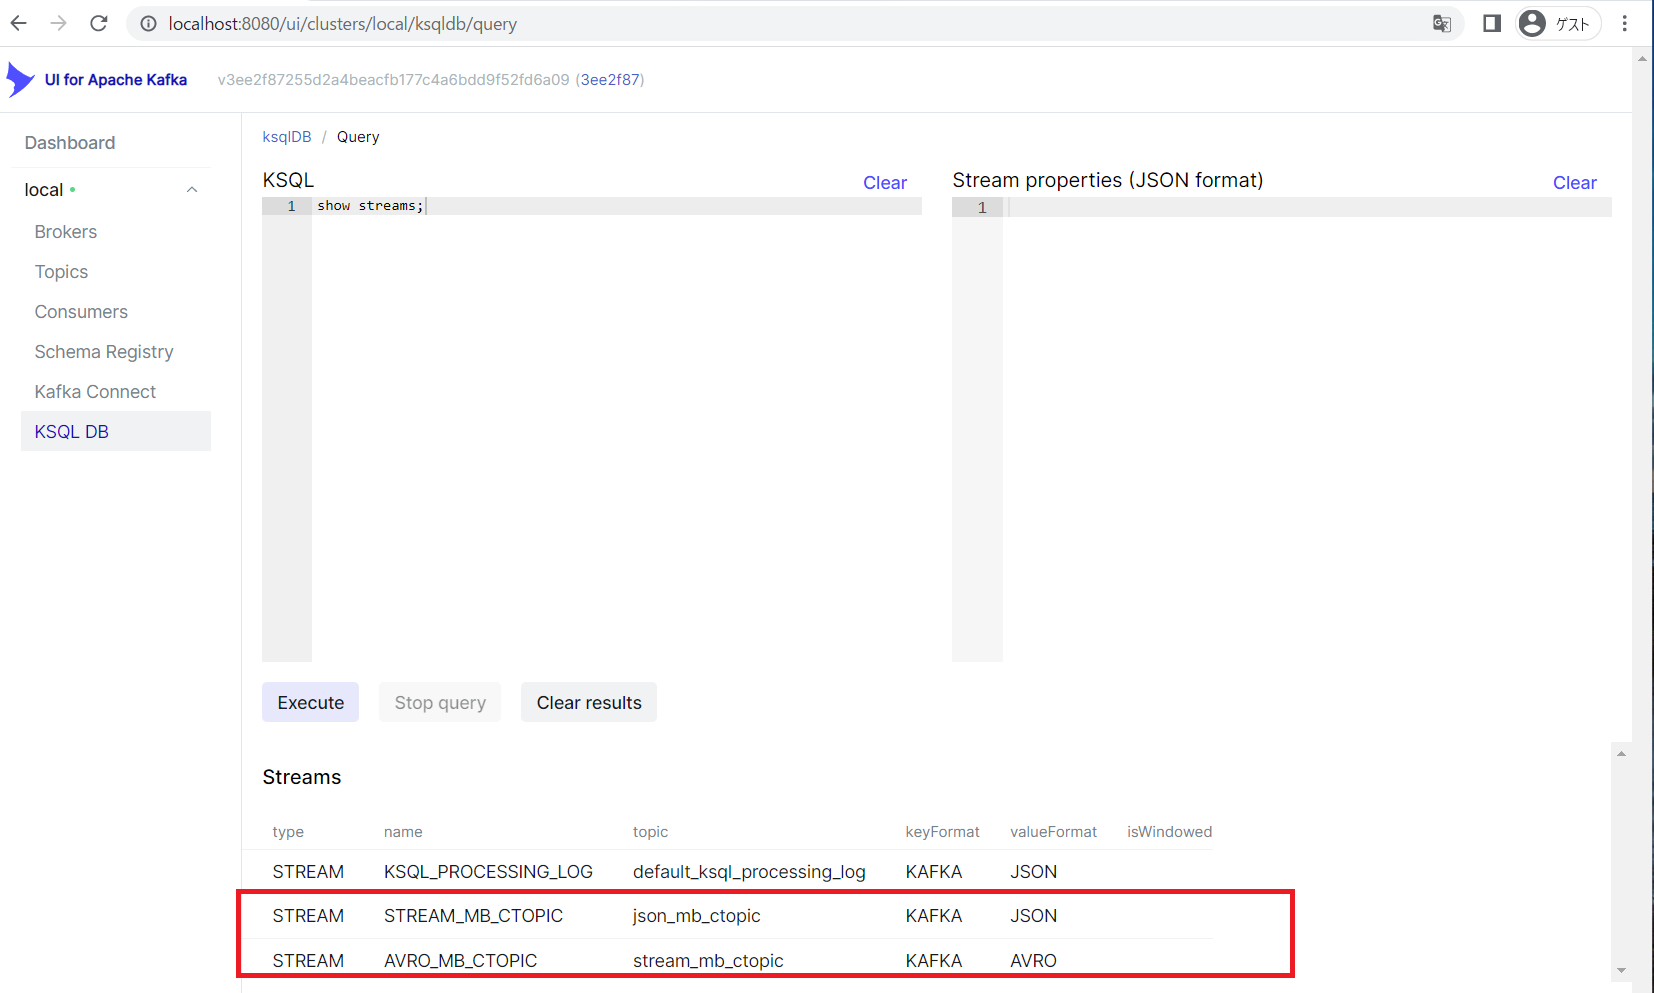 localhost:8080/ui/clusters/local/ksqldb/query
ゲスト
UI for Apache Kafka v3ee2f87255d2a4beacfb177c4a6bdd9f52fd6a09 (3ee2f87)
Dashboard
local
Brokers
Topics
Consumers
Schema Registry
Kafka Connect
KSQL DB
ksqlDB / Query
KSQL Clear
1 show streams;
Stream properties (JSON format) Clear
1
Execute Stop query Clear results
Streams
type name topic keyFormat valueFormat isWindowed
STREAM KSQL_PROCESSING_LOG default_ksql_processing_log KAFKA JSON
STREAM STREAM_MB_CTOPIC json_mb_ctopic KAFKA JSON
STREAM AVRO_MB_CTOPIC stream_mb_ctopic KAFKA AVRO